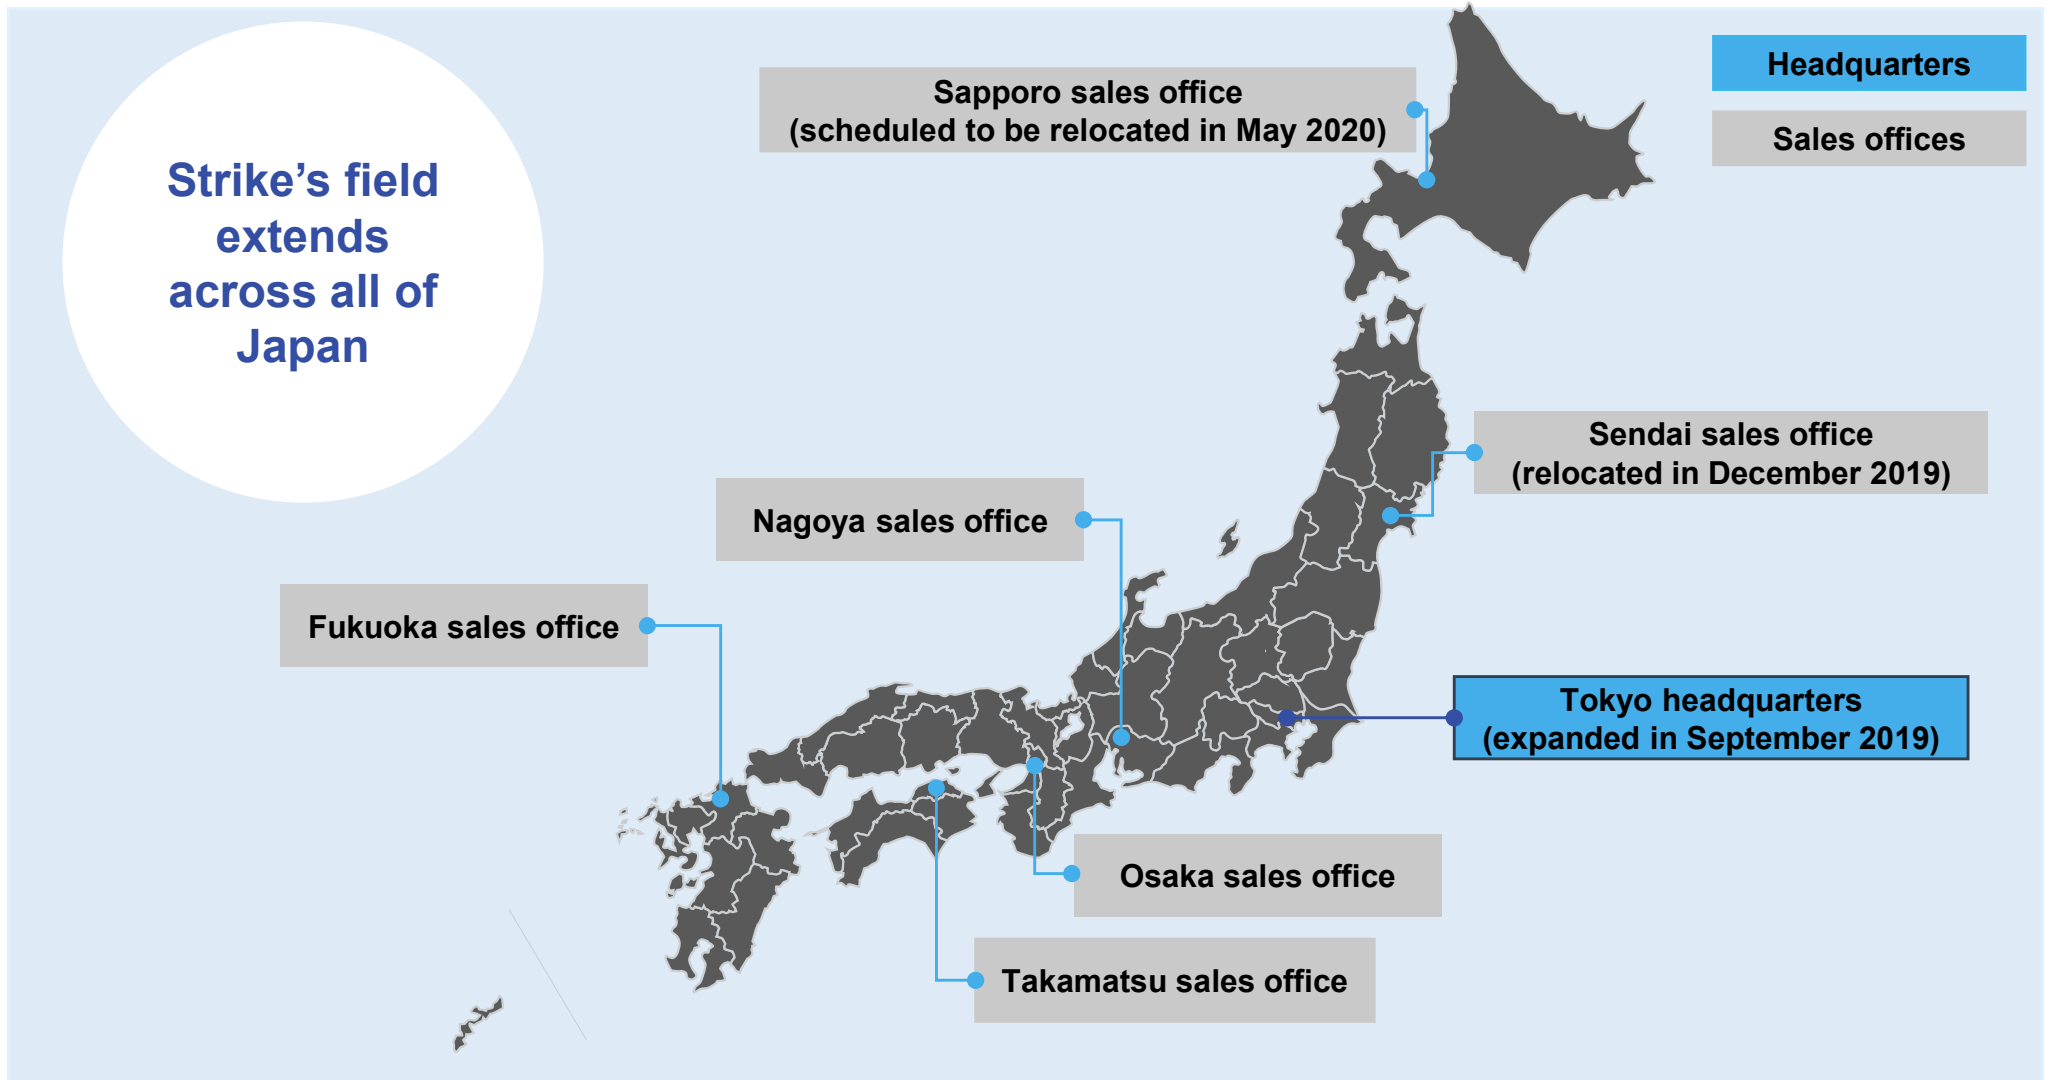 Strike’s field
extends
across all of
Japan
Headquarters
Sales offices
Sapporo sales office
(scheduled to be relocated in May 2020)
Sendai sales office
(relocated in December 2019)
Nagoya sales office
Fukuoka sales office
Tokyo headquarters
(expanded in September 2019)
Osaka sales office
Takamatsu sales office